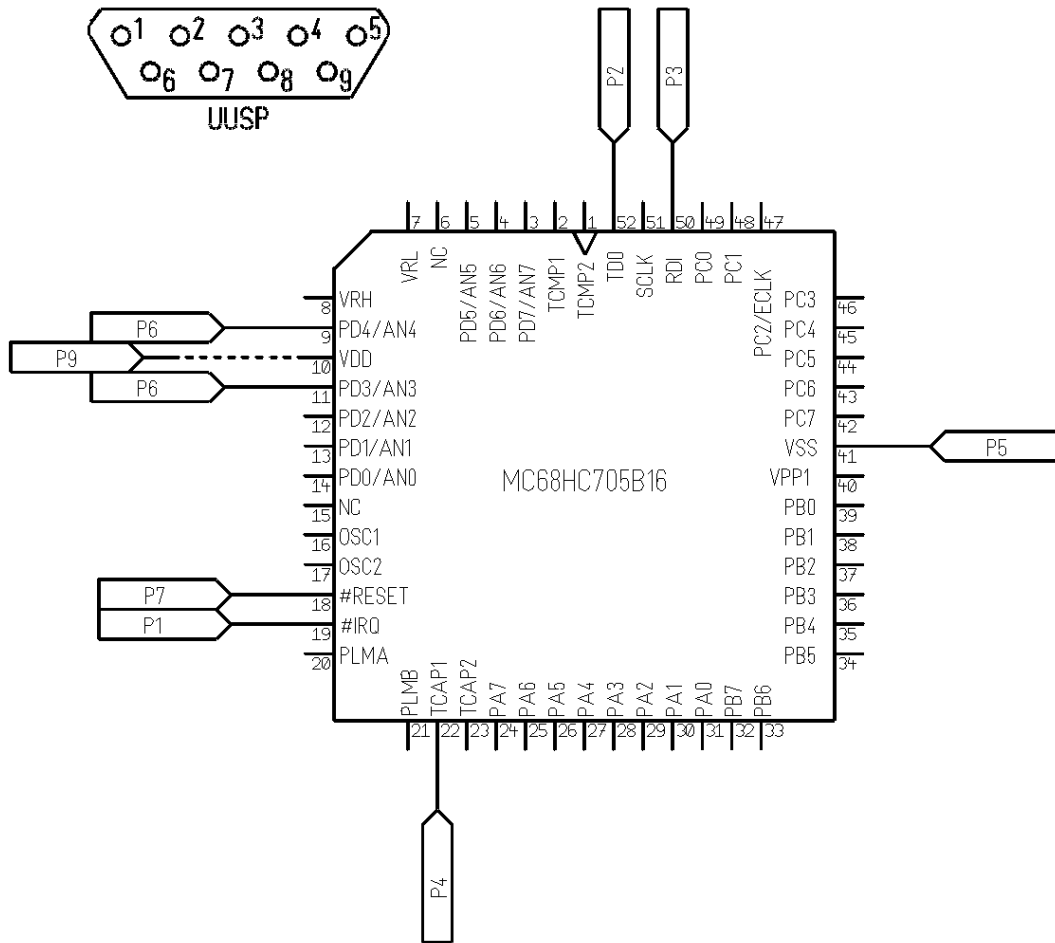 1 2 3 4 5
6 7 8 9
UUSP
P2 P3
7 6 5 4 3 2 1 52 51 50 49 48 47
VRL NC PD5/AN5 PD6/AN6 PD7/AN7 TCMP1 TCMP2 TDO SCLK RDI PC0 PC1 PC2/ECLK
8 VRH PC3 46
P6 9 PD4/AN4 PC4 45
P9 10 VDD PC5 44
P6 11 PD3/AN3 PC6 43
12 PD2/AN2 PC7 42
13 PD1/AN1 VSS 41 P5
14 PD0/AN0 MC68HC705B16 VPP1 40
15 NC PB0 39
16 OSC1 PB1 38
17 OSC2 PB2 37
P7 18 #RESET PB3 36
P1 19 #IRQ PB4 35
20 PLMA PB5 34
PLMB TCAP1 TCAP2 PA7 PA6 PA5 PA4 PA3 PA2 PA1 PA0 PB7 PB6
21 22 23 24 25 26 27 28 29 30 31 32 33
P4